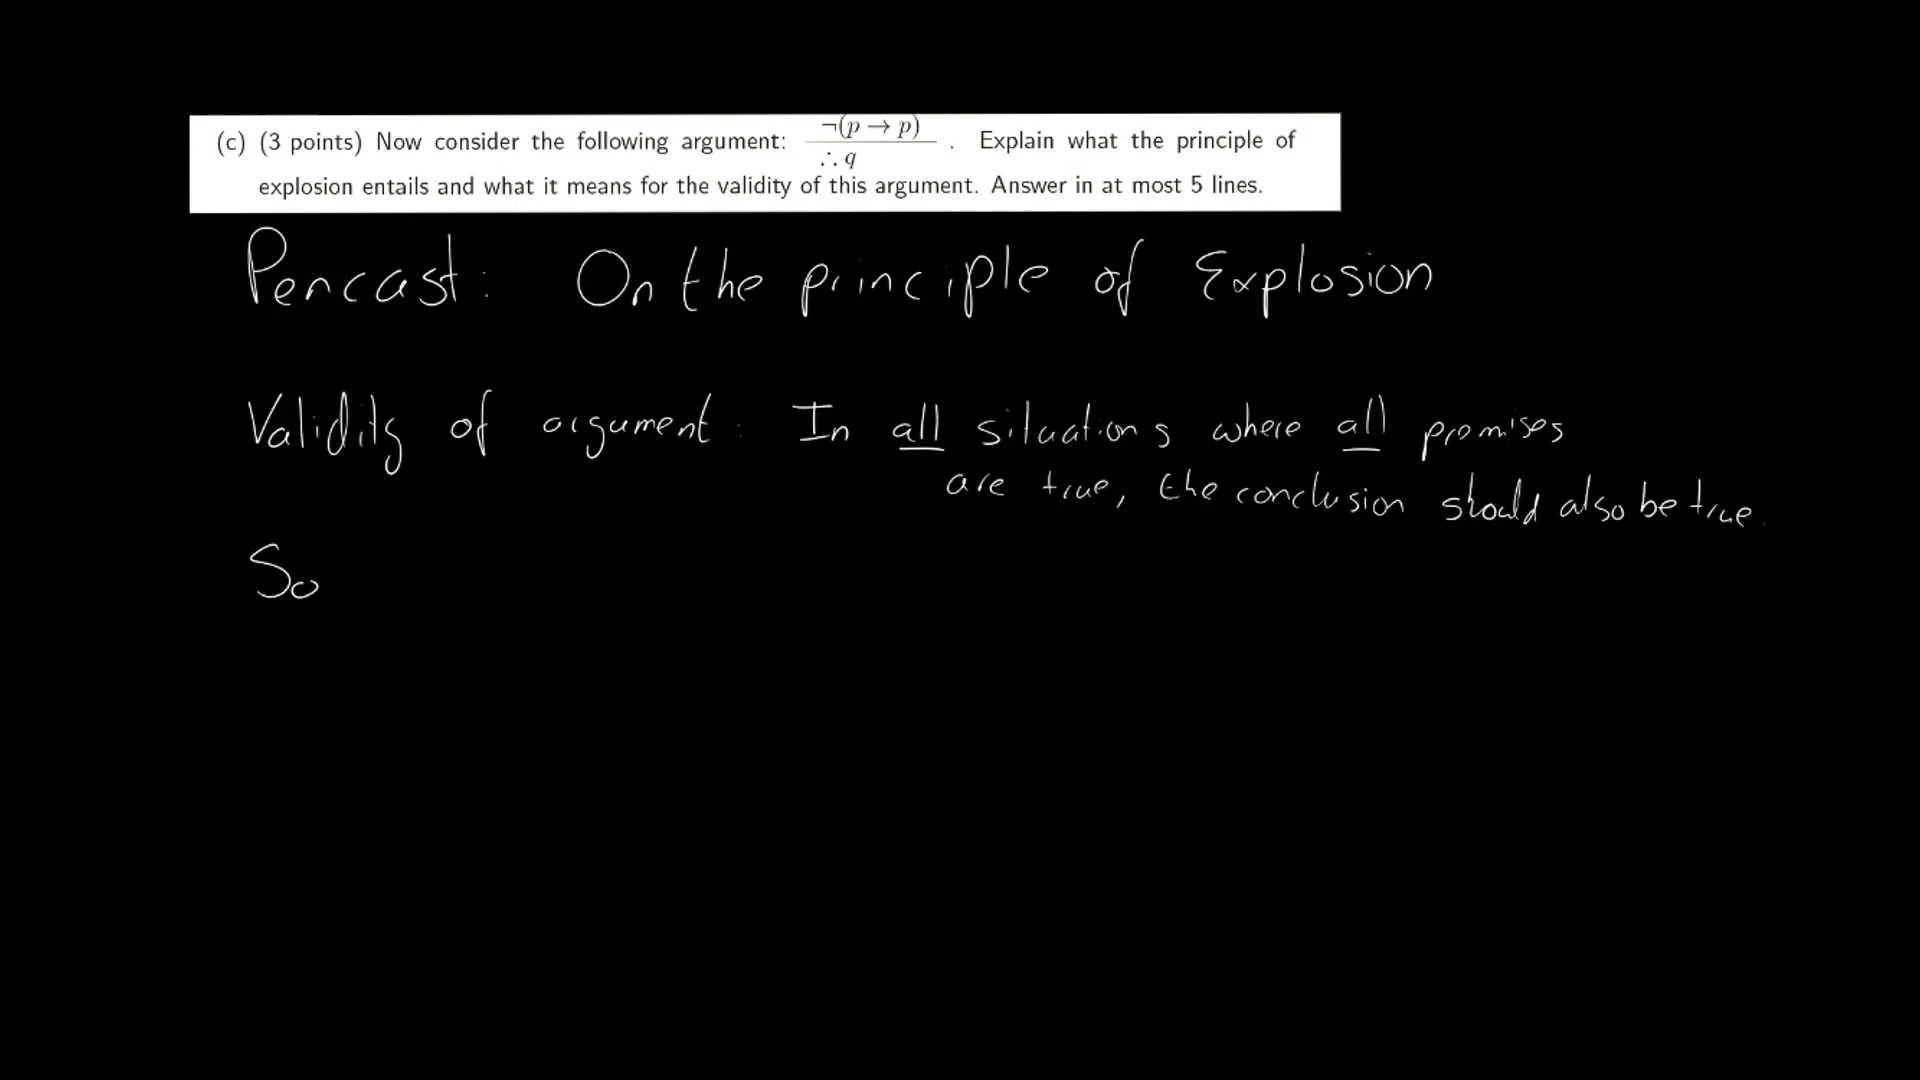 (c) (3 points) Now consider the following argument: ¬(p → p) / ∴ q . Explain what the principle of
explosion entails and what it means for the validity of this argument. Answer in at most 5 lines.
Pencast: On the principle of Explosion
Validity of argument: In all situations where all premises
are true, the conclusion should also be true.
So